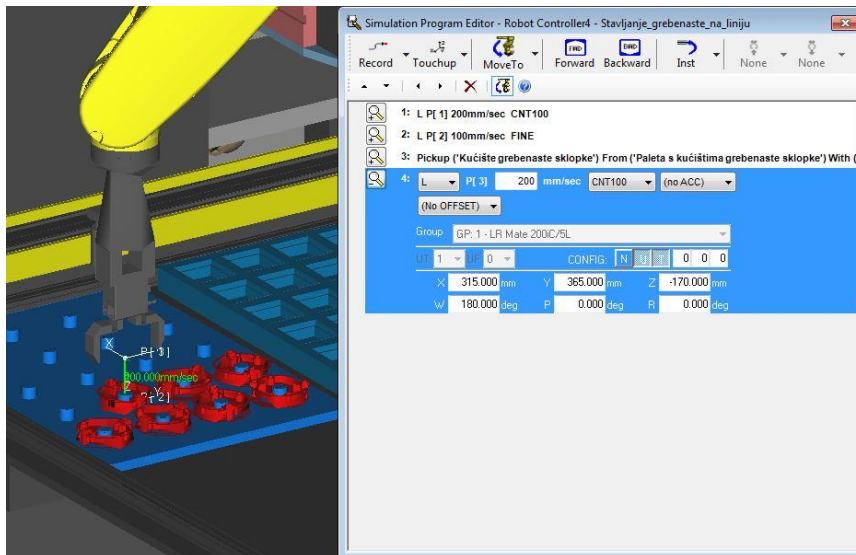 Simulation Program Editor - Robot Controller4 - Stavljanje_grebenaste_na_liniju
Record Touchup MoveTo FWD Forward BWD Backward Inst None None
1: L P[ 1] 200mm/sec CNT100
2: L P[ 2] 100mm/sec FINE
3: Pickup ('Kućište grebenaste sklopke') From ('Paleta s kućištima grebenaste sklopke') With (
4: L P[ 3] 200 mm/sec CNT100 (no ACC)
(No OFFSET)
Group GP: 1 - LR Mate 200iC/5L
UT 1 UF 0 CONFIG: N U T 0 0 0
X 315.000 mm Y 365.000 mm Z -170.000 mm
W 180.000 deg P 0.000 deg R 0.000 deg
X P[ 3]
200.000mm/sec
Z Y
P[ 2]